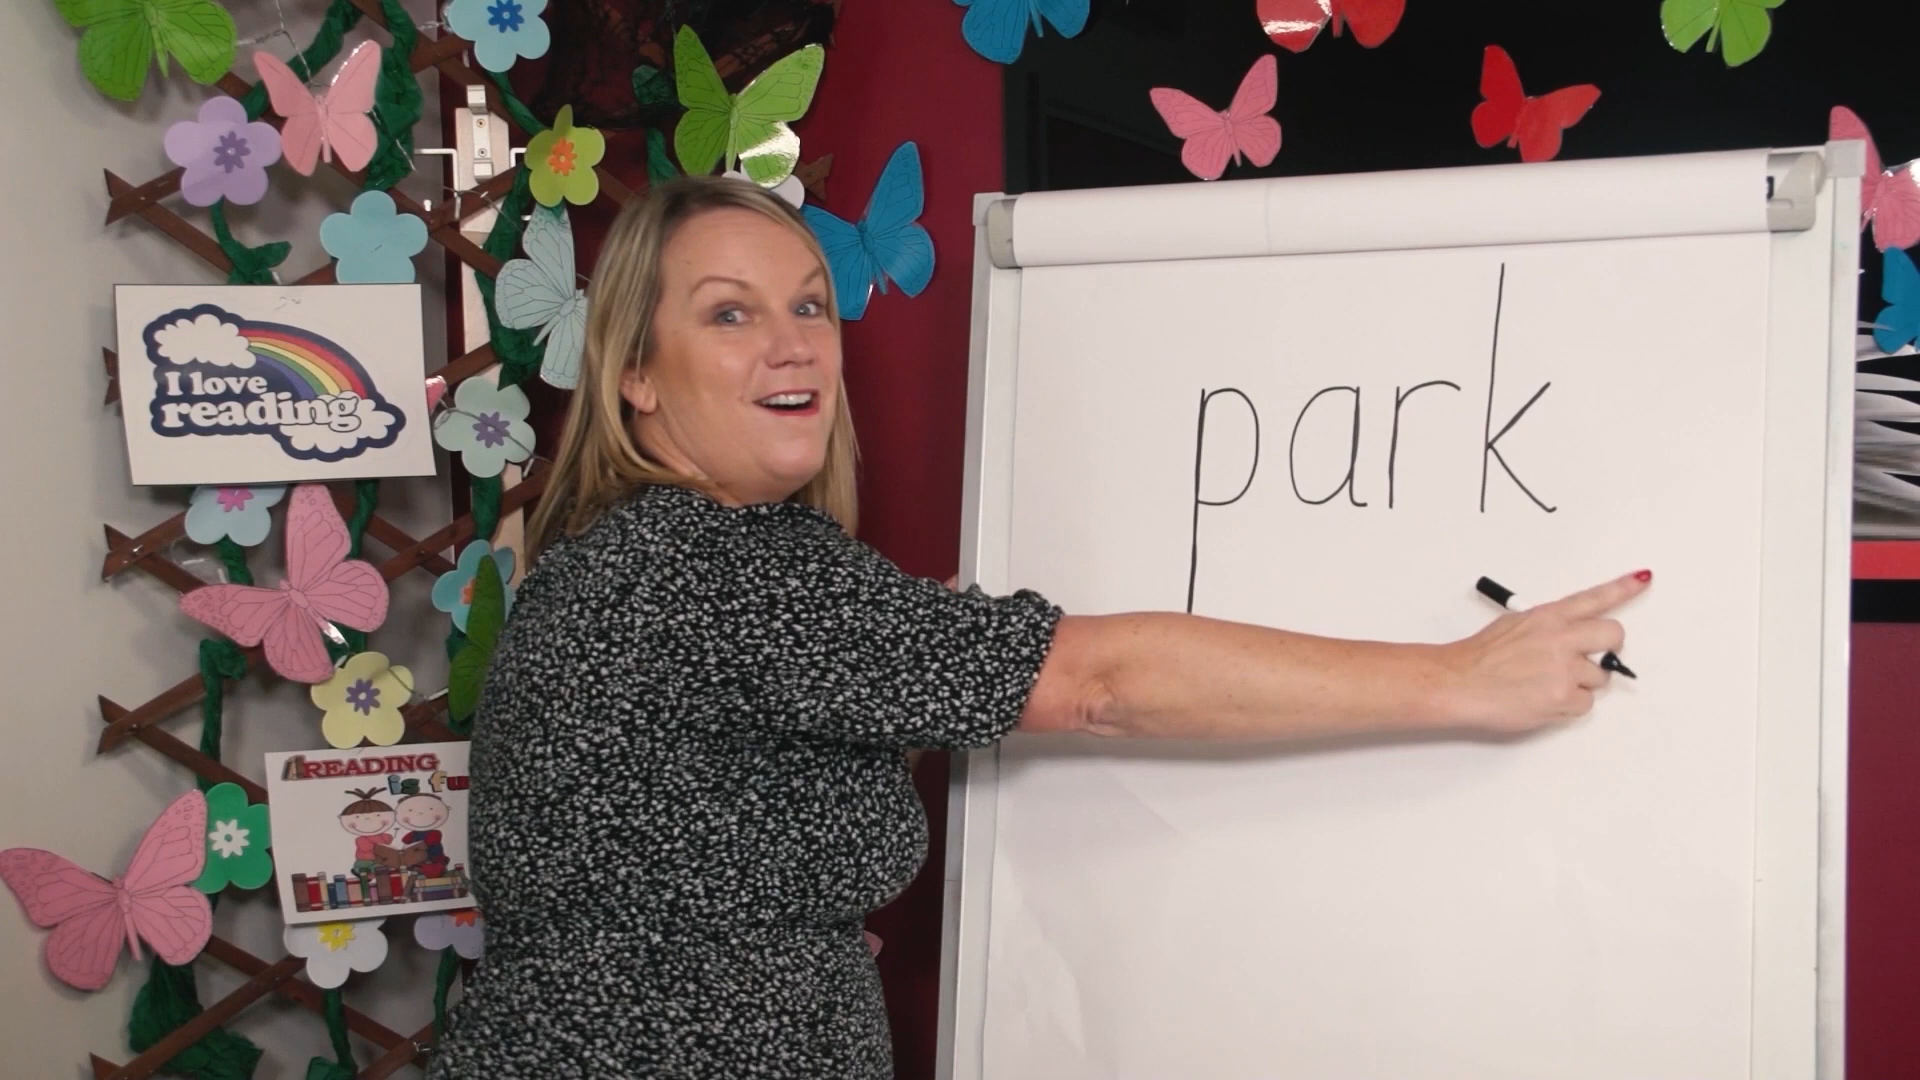 I love
reading
READING
is fu
park